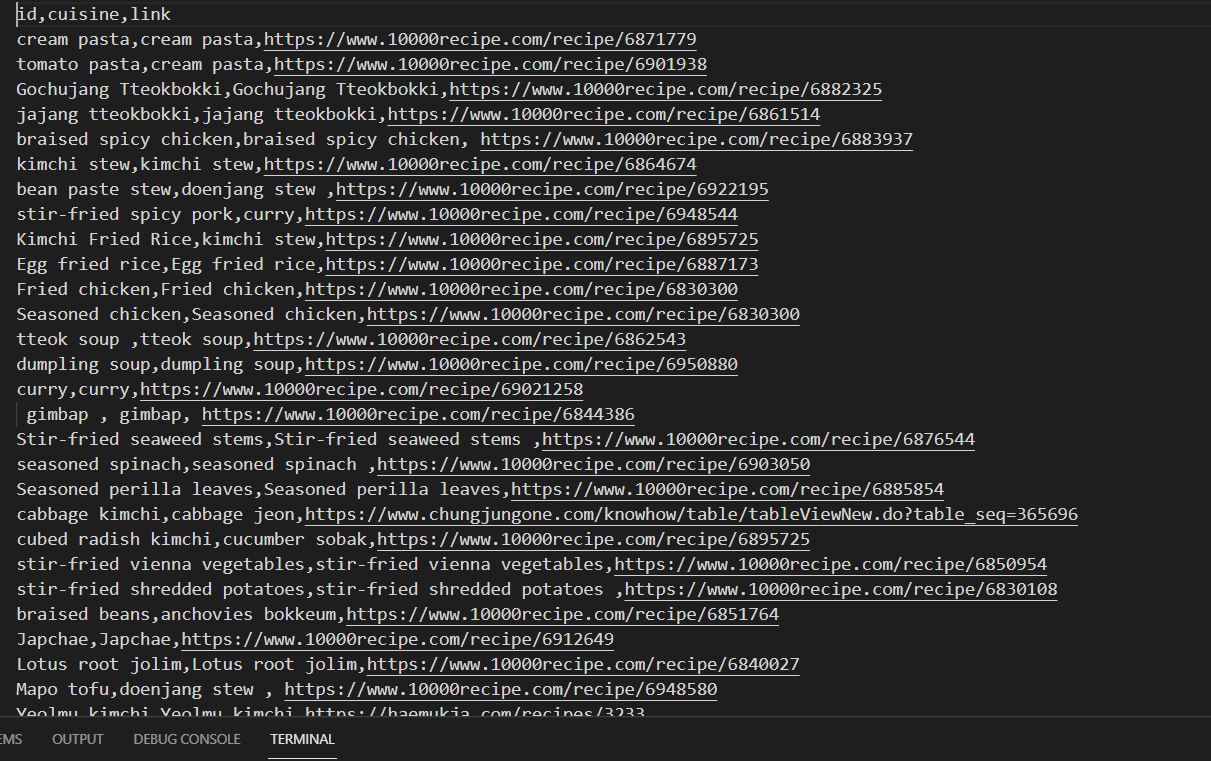 id,cuisine,link
cream pasta,cream pasta,https://www.10000recipe.com/recipe/6871779
tomato pasta,cream pasta,https://www.10000recipe.com/recipe/6901938
Gochujang Tteokbokki,Gochujang Tteokbokki,https://www.10000recipe.com/recipe/6882325
jajang tteokbokki,jajang tteokbokki,https://www.10000recipe.com/recipe/6861514
braised spicy chicken,braised spicy chicken, https://www.10000recipe.com/recipe/6883937
kimchi stew,kimchi stew,https://www.10000recipe.com/recipe/6864674
bean paste stew,doenjang stew ,https://www.10000recipe.com/recipe/6922195
stir-fried spicy pork,curry,https://www.10000recipe.com/recipe/6948544
Kimchi Fried Rice,kimchi stew,https://www.10000recipe.com/recipe/6895725
Egg fried rice,Egg fried rice,https://www.10000recipe.com/recipe/6887173
Fried chicken,Fried chicken,https://www.10000recipe.com/recipe/6830300
Seasoned chicken,Seasoned chicken,https://www.10000recipe.com/recipe/6830300
tteok soup ,tteok soup,https://www.10000recipe.com/recipe/6862543
dumpling soup,dumpling soup,https://www.10000recipe.com/recipe/6950880
curry,curry,https://www.10000recipe.com/recipe/69021258
gimbap , gimbap, https://www.10000recipe.com/recipe/6844386
Stir-fried seaweed stems,Stir-fried seaweed stems ,https://www.10000recipe.com/recipe/6876544
seasoned spinach,seasoned spinach ,https://www.10000recipe.com/recipe/6903050
Seasoned perilla leaves,Seasoned perilla leaves,https://www.10000recipe.com/recipe/6885854
cabbage kimchi,cabbage jeon,https://www.chungjungone.com/knowhow/table/tableViewNew.do?table_seq=365696
cubed radish kimchi,cucumber sobak,https://www.10000recipe.com/recipe/6895725
stir-fried vienna vegetables,stir-fried vienna vegetables,https://www.10000recipe.com/recipe/6850954
stir-fried shredded potatoes,stir-fried shredded potatoes ,https://www.10000recipe.com/recipe/6830108
braised beans,anchovies bokkeum,https://www.10000recipe.com/recipe/6851764
Japchae,Japchae,https://www.10000recipe.com/recipe/6912649
Lotus root jolim,Lotus root jolim,https://www.10000recipe.com/recipe/6840027
Mapo tofu,doenjang stew , https://www.10000recipe.com/recipe/6948580
Yeolmu kimchi,Yeolmu kimchi,https://haemukja.com/recipes/3233
EMS OUTPUT DEBUG CONSOLE TERMINAL